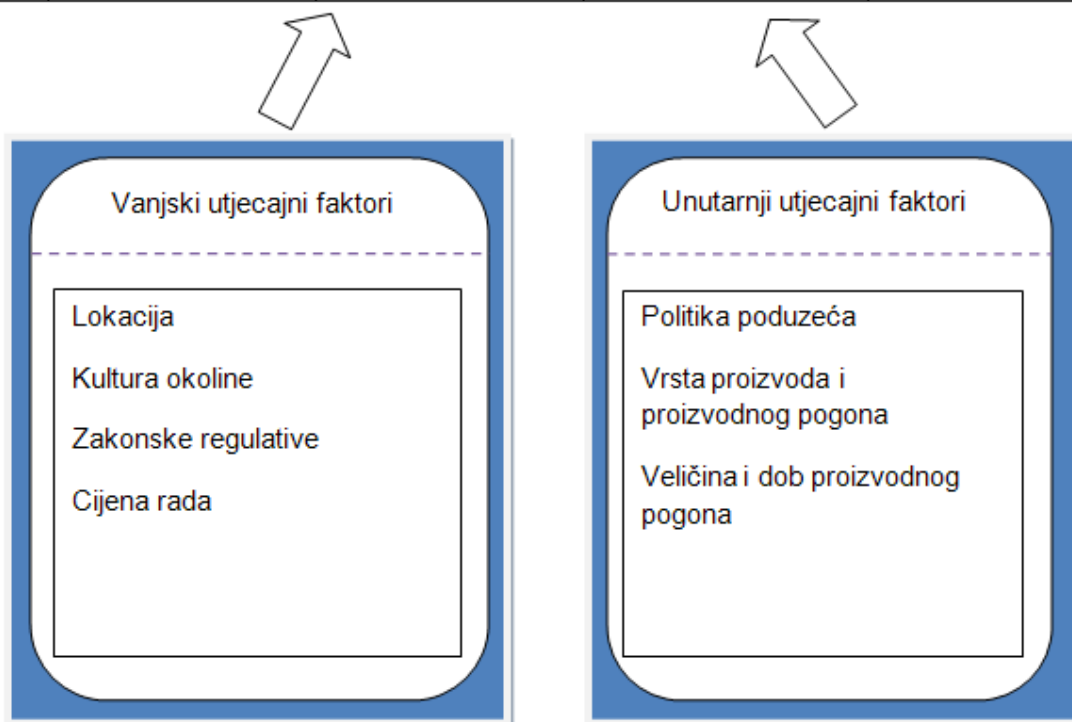 Vanjski utjecajni faktori
Lokacija
Kultura okoline
Zakonske regulative
Cijena rada
Unutarnji utjecajni faktori
Politika poduzeća
Vrsta proizvoda i
proizvodnog pogona
Veličina i dob proizvodnog
pogona